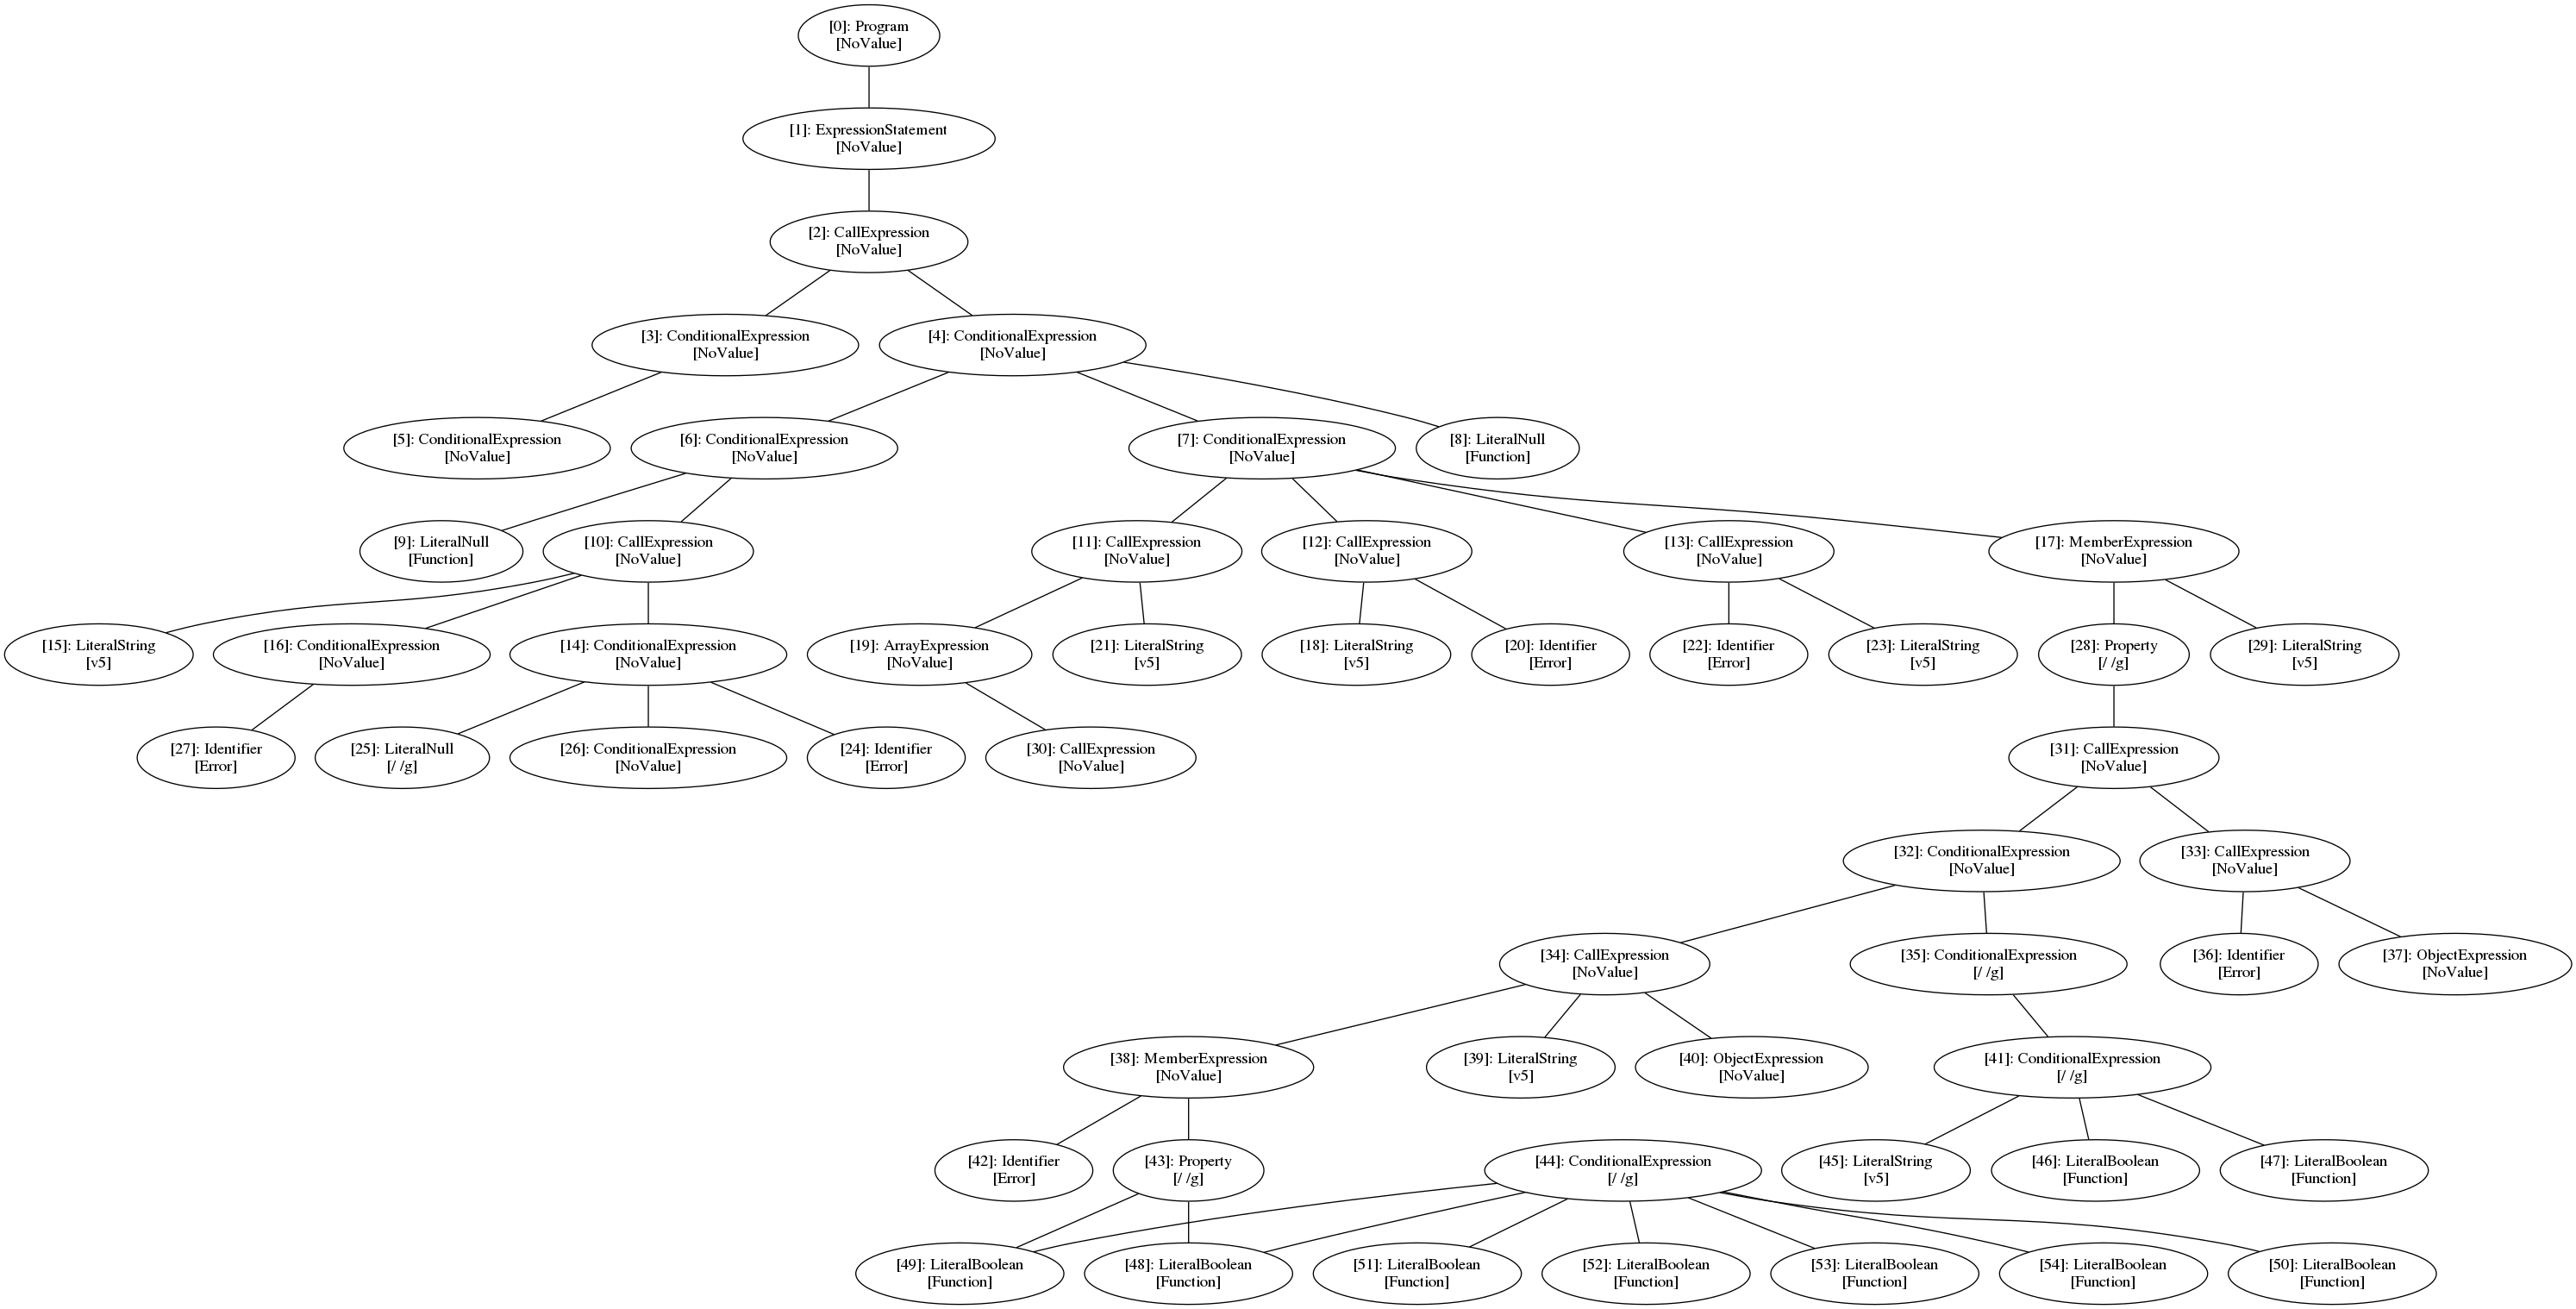 [0]: Program
[NoValue]
[1]: ExpressionStatement
[NoValue]
[2]: CallExpression
[NoValue]
[3]: ConditionalExpression
[NoValue]
[4]: ConditionalExpression
[NoValue]
[5]: ConditionalExpression
[NoValue]
[6]: ConditionalExpression
[NoValue]
[7]: ConditionalExpression
[NoValue]
[8]: LiteralNull
[Function]
[9]: LiteralNull
[Function]
[10]: CallExpression
[NoValue]
[11]: CallExpression
[NoValue]
[12]: CallExpression
[NoValue]
[13]: CallExpression
[NoValue]
[17]: MemberExpression
[NoValue]
[15]: LiteralString
[v5]
[16]: ConditionalExpression
[NoValue]
[14]: ConditionalExpression
[NoValue]
[19]: ArrayExpression
[NoValue]
[21]: LiteralString
[v5]
[18]: LiteralString
[v5]
[20]: Identifier
[Error]
[22]: Identifier
[Error]
[23]: LiteralString
[v5]
[28]: Property
[/ /g]
[29]: LiteralString
[v5]
[27]: Identifier
[Error]
[25]: LiteralNull
[/ /g]
[26]: ConditionalExpression
[NoValue]
[24]: Identifier
[Error]
[30]: CallExpression
[NoValue]
[31]: CallExpression
[NoValue]
[32]: ConditionalExpression
[NoValue]
[33]: CallExpression
[NoValue]
[34]: CallExpression
[NoValue]
[35]: ConditionalExpression
[/ /g]
[36]: Identifier
[Error]
[37]: ObjectExpression
[NoValue]
[38]: MemberExpression
[NoValue]
[39]: LiteralString
[v5]
[40]: ObjectExpression
[NoValue]
[41]: ConditionalExpression
[/ /g]
[42]: Identifier
[Error]
[43]: Property
[/ /g]
[44]: ConditionalExpression
[/ /g]
[45]: LiteralString
[v5]
[46]: LiteralBoolean
[Function]
[47]: LiteralBoolean
[Function]
[49]: LiteralBoolean
[Function]
[48]: LiteralBoolean
[Function]
[51]: LiteralBoolean
[Function]
[52]: LiteralBoolean
[Function]
[53]: LiteralBoolean
[Function]
[54]: LiteralBoolean
[Function]
[50]: LiteralBoolean
[Function]